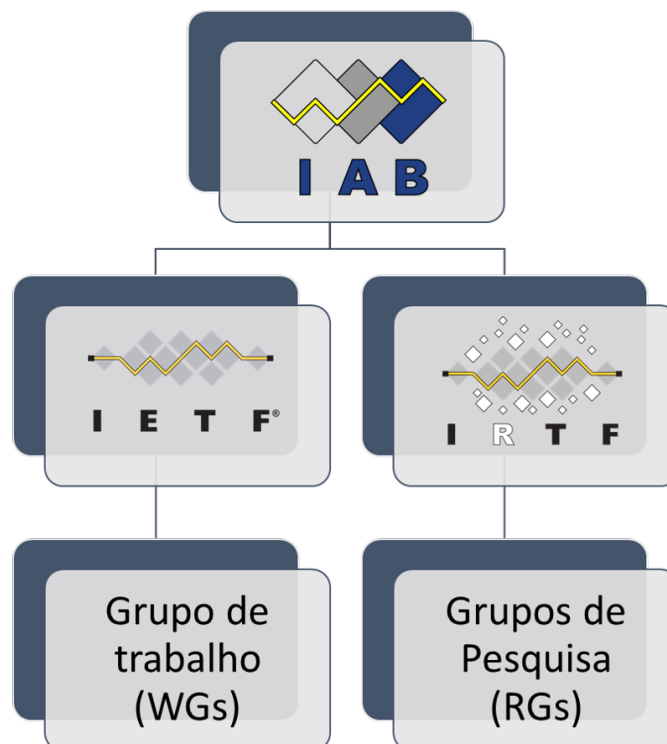 IAB
IETF®
IRTF
Grupo de
trabalho
(WGs)
Grupos de
Pesquisa
(RGs)